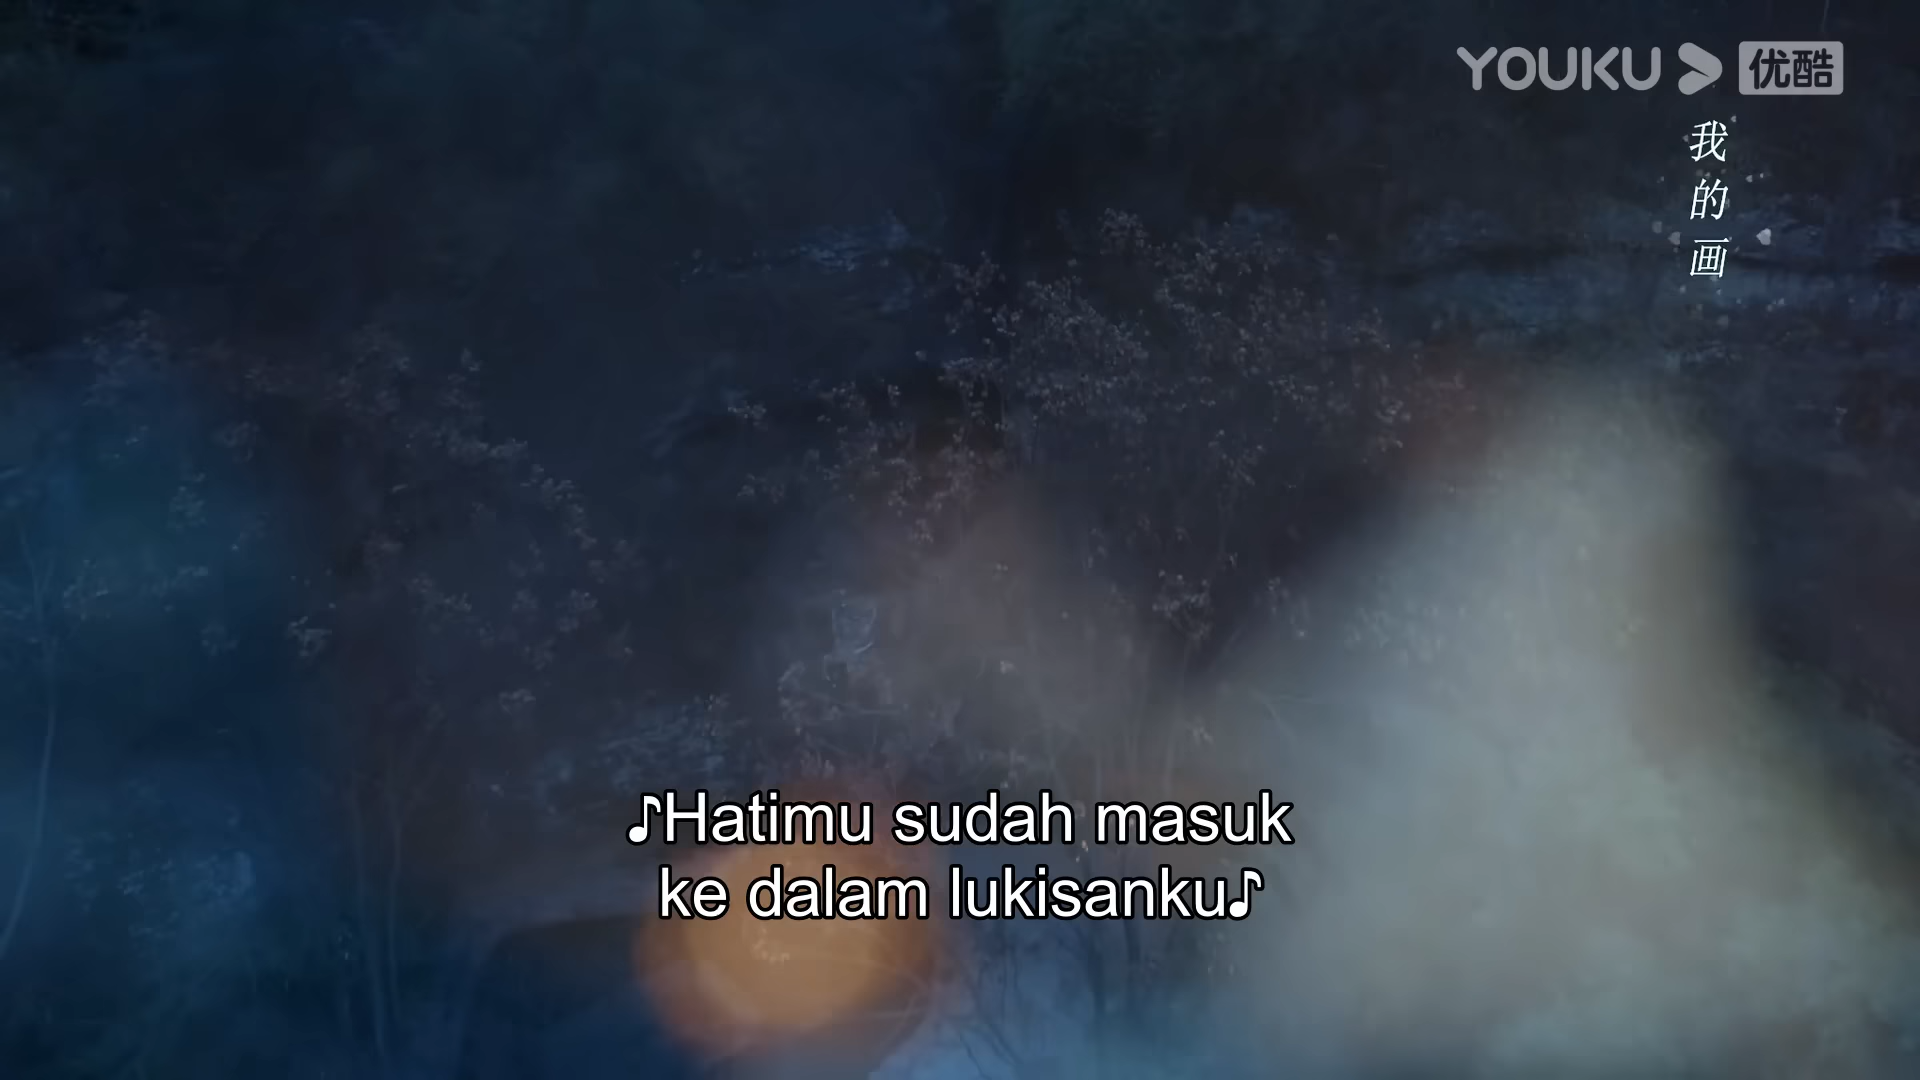 YOUKU 优酷
我的画
♪Hatimu sudah masuk
ke dalam lukisanku♪